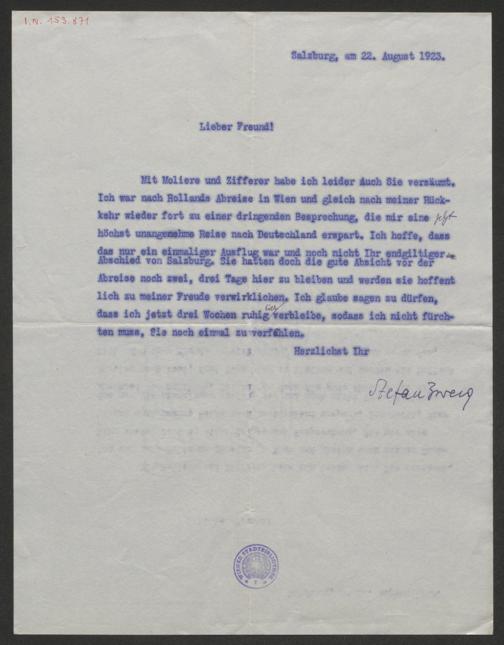 I.N. 153.871
Salzburg, am 22. August 1923.
Lieber Freund!
Mit Moliere und Zifferer habe ich leider Auch Sie versäumt.
Ich war nach Rollands Abreise in Wien und gleich nach meiner Rück-
kehr wieder fort zu einer dringenden Besprechung, die mir eine jetzt
höchst unangenehme Reise nach Deutschland erspart. Ich hoffe, dass
das nur ein einmaliger Ausflug war und noch nicht Ihr endgiltiger
Abschied von Salzburg. Sie hatten doch die gute Absicht vor der
Abreise noch zwei, drei Tage hier zu bleiben und werden sie hoffent
lich zu meiner Freude verwirklichen. Ich glaube sagen zu dürfen,
dass ich jetzt drei Wochen ruhig hier verbleibe, sodass ich nicht fürch-
ten muss, Sie noch einmal zu verfehlen.
Herzlichst Ihr
Stefan Zweig
WIENER STADTBIBLIOTHEK